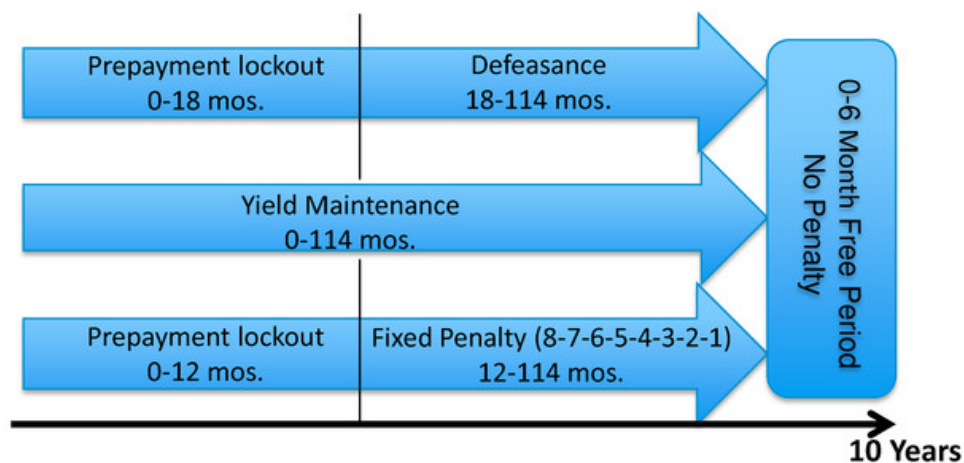 Prepayment lockout
0-18 mos.
Defeasance
18-114 mos.
Yield Maintenance
0-114 mos.
Prepayment lockout
0-12 mos.
Fixed Penalty (8-7-6-5-4-3-2-1)
12-114 mos.
0-6 Month Free Period
No Penalty
10 Years